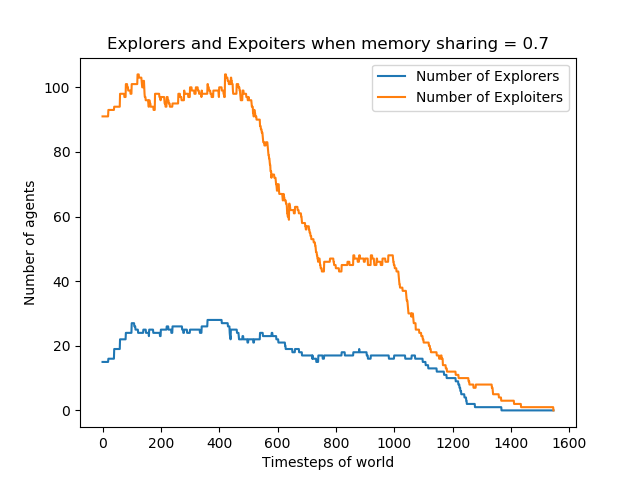 Explorers and Expoiters when memory sharing = 0.7
Number of Explorers
Number of Exploiters
100
80
60
40
20
0
Number of agents
0 200 400 600 800 1000 1200 1400 1600
Timesteps of world